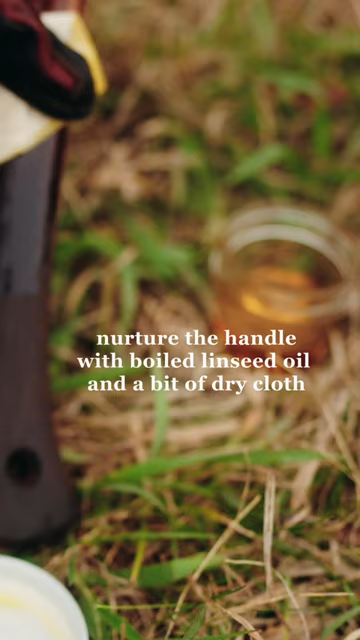 nurture the handle
with boiled linseed oil
and a bit of dry cloth